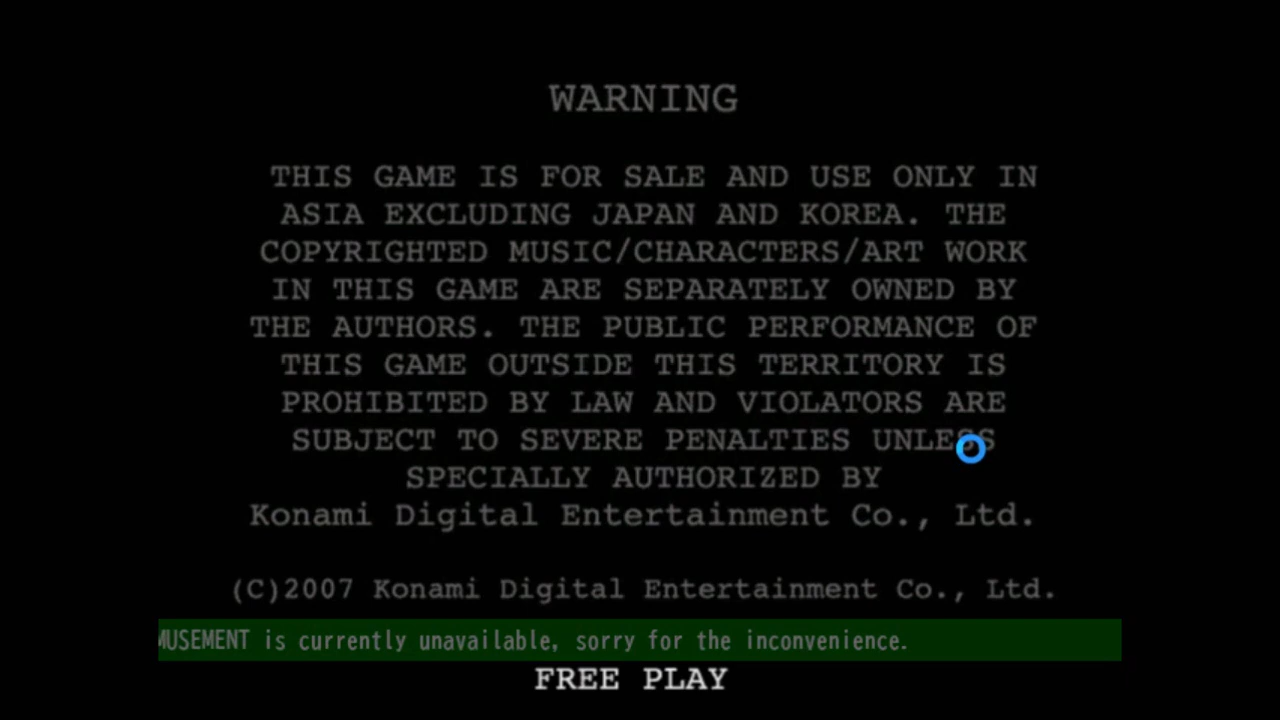 WARNING
THIS GAME IS FOR SALE AND USE ONLY IN
ASIA EXCLUDING JAPAN AND KOREA. THE
COPYRIGHTED MUSIC/CHARACTERS/ART WORK
IN THIS GAME ARE SEPARATELY OWNED BY
THE AUTHORS. THE PUBLIC PERFORMANCE OF
THIS GAME OUTSIDE THIS TERRITORY IS
PROHIBITED BY LAW AND VIOLATORS ARE
SUBJECT TO SEVERE PENALTIES UNLESS
SPECIALLY AUTHORIZED BY
Konami Digital Entertainment Co., Ltd.
(C)2007 Konami Digital Entertainment Co., Ltd.
MUSEMENT is currently unavailable, sorry for the inconvenience.
FREE PLAY